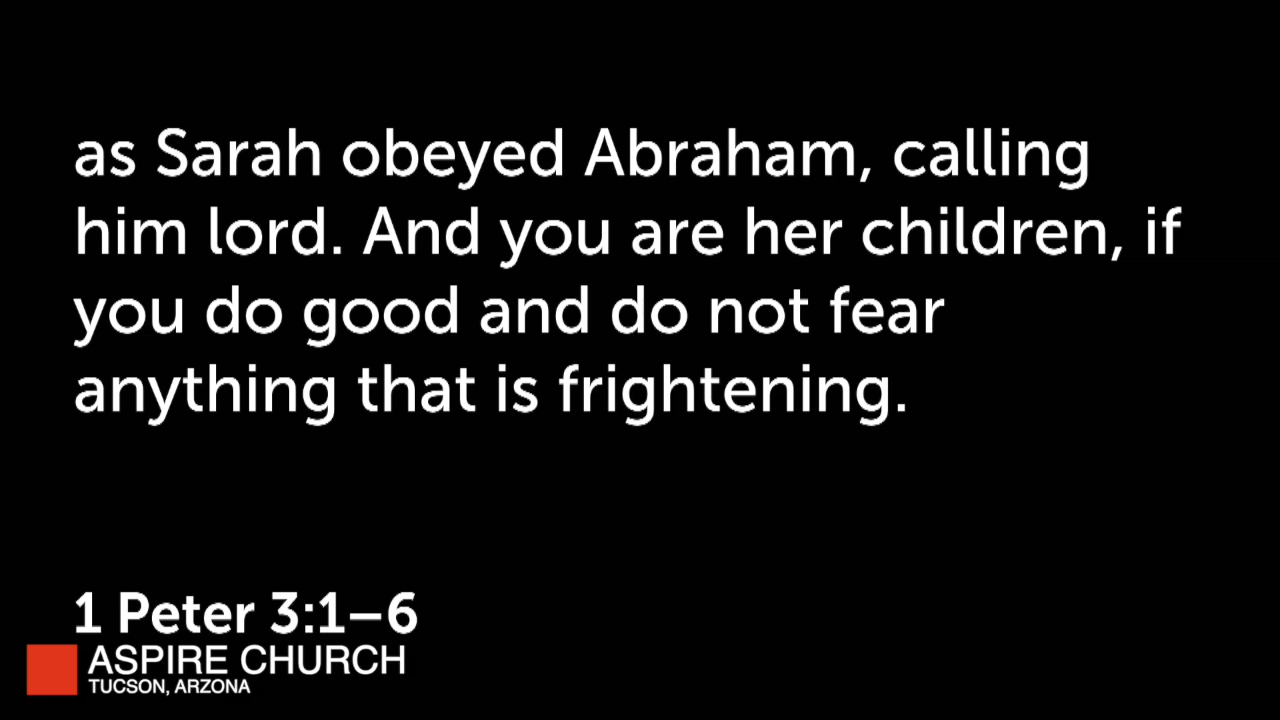 as Sarah obeyed Abraham, calling
him lord. And you are her children, if
you do good and do not fear
anything that is frightening.
1 Peter 3:1–6
ASPIRE CHURCH
TUCSON, ARZONA